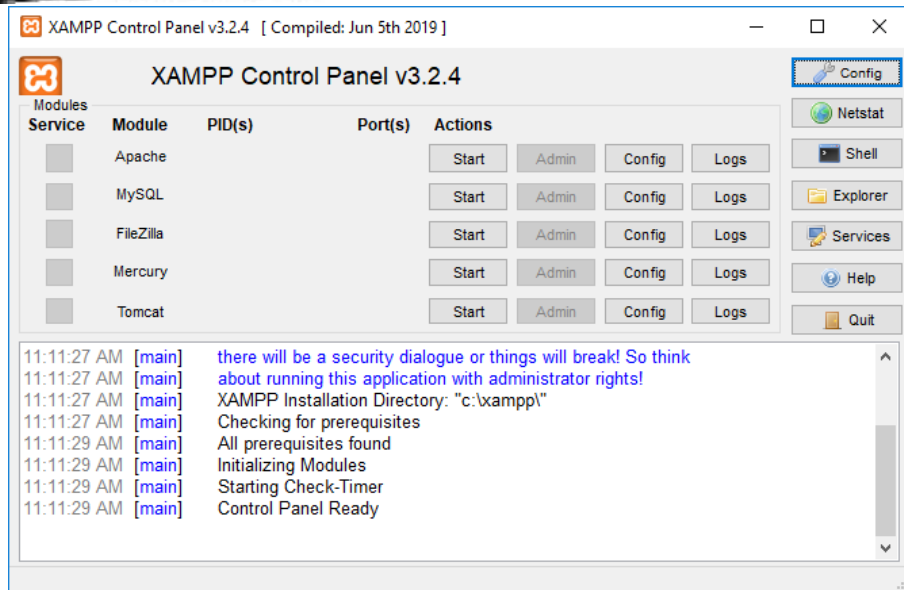 XAMPP Control Panel v3.2.4 [ Compiled: Jun 5th 2019 ]
XAMPP Control Panel v3.2.4
Config
Netstat
Shell
Explorer
Services
Help
Quit
Modules
Service Module PID(s) Port(s) Actions
Apache Start Admin Config Logs
MySQL Start Admin Config Logs
FileZilla Start Admin Config Logs
Mercury Start Admin Config Logs
Tomcat Start Admin Config Logs
11:11:27 AM [main] there will be a security dialogue or things will break! So think
11:11:27 AM [main] about running this application with administrator rights!
11:11:27 AM [main] XAMPP Installation Directory: "c:\xampp\"
11:11:27 AM [main] Checking for prerequisites
11:11:29 AM [main] All prerequisites found
11:11:29 AM [main] Initializing Modules
11:11:29 AM [main] Starting Check-Timer
11:11:29 AM [main] Control Panel Ready